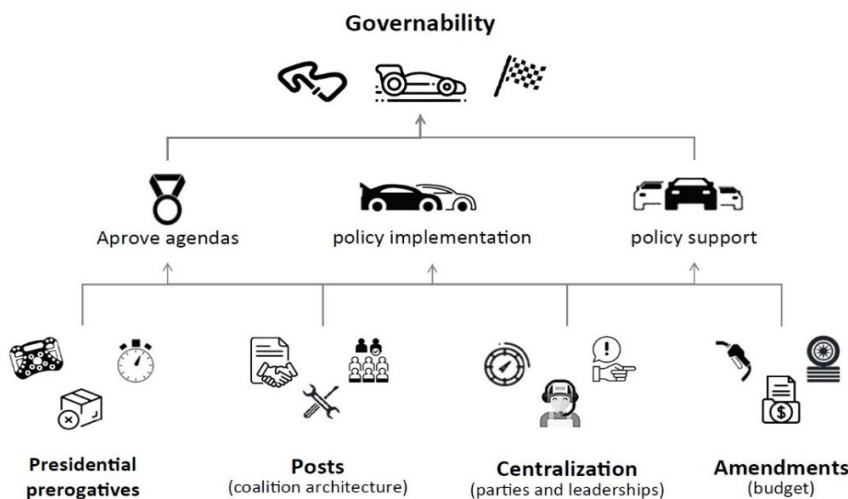 Governability
Aprove agendas
policy implementation
policy support
Presidential
prerogatives
Posts
(coalition architecture)
Centralization
(parties and leaderships)
Amendments
(budget)